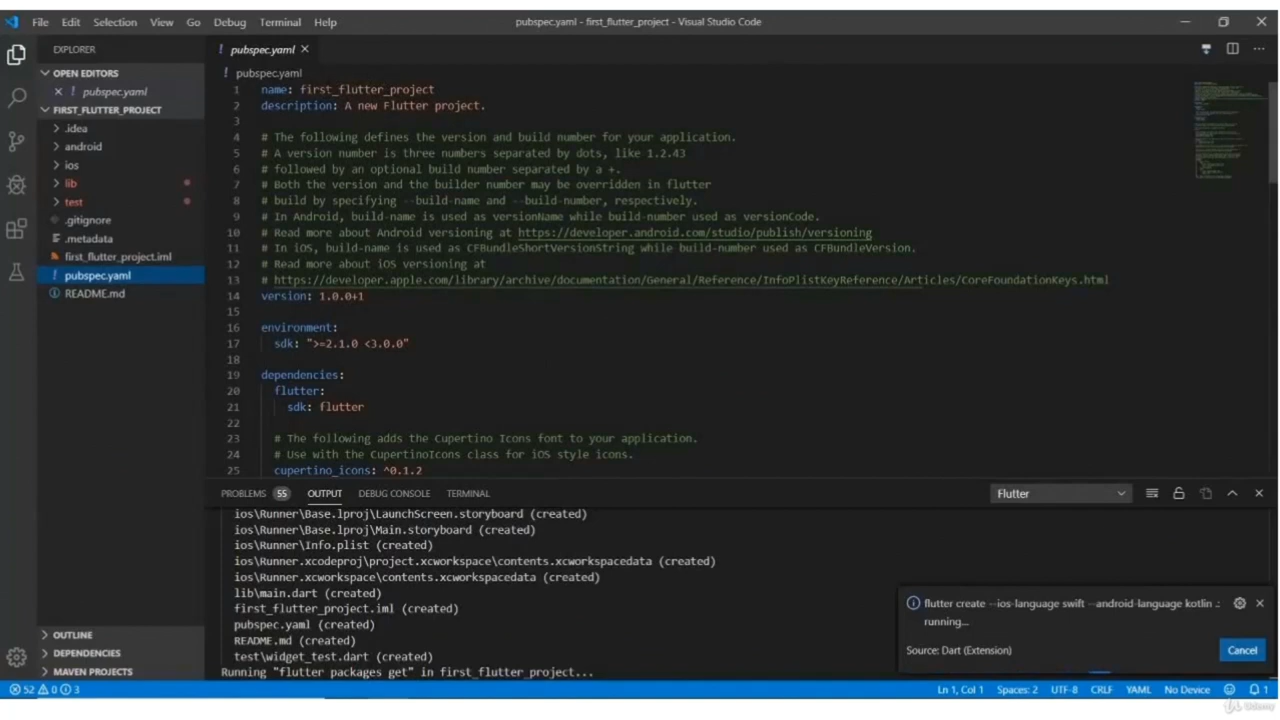 File Edit Selection View Go Debug Terminal Help
pubspec.yaml - first_flutter_project - Visual Studio Code
EXPLORER
OPEN EDITORS
pubspec.yaml
FIRST_FLUTTER_PROJECT
.idea
android
ios
lib
test
.gitignore
.metadata
first_flutter_project.iml
pubspec.yaml
README.md
OUTLINE
DEPENDENCIES
MAVEN PROJECTS
! pubspec.yaml
! pubspec.yaml
1 name: first_flutter_project
2 description: A new Flutter project.
3
4 # The following defines the version and build number for your application.
5 # A version number is three numbers separated by dots, like 1.2.43
6 # followed by an optional build number separated by a +.
7 # Both the version and the builder number may be overridden in flutter
8 # build by specifying --build-name and --build-number, respectively.
9 # In Android, build-name is used as versionName while build-number used as versionCode.
10 # Read more about Android versioning at https://developer.android.com/studio/publish/versioning
11 # In iOS, build-name is used as CFBundleShortVersionString while build-number used as CFBundleVersion.
12 # Read more about iOS versioning at
13 # https://developer.apple.com/library/archive/documentation/General/Reference/InfoPlistKeyReference/Articles/CoreFoundationKeys.html
14 version: 1.0.0+1
15
16 environment:
17 sdk: ">=2.1.0 <3.0.0"
18
19 dependencies:
20 flutter:
21 sdk: flutter
22
23 # The following adds the Cupertino Icons font to your application.
24 # Use with the CupertinoIcons class for iOS style icons.
25 cupertino_icons: ^0.1.2
PROBLEMS 55 OUTPUT DEBUG CONSOLE TERMINAL
Flutter
ios\Runner\Base.lproj\LaunchScreen.storyboard (created)
ios\Runner\Base.lproj\Main.storyboard (created)
ios\Runner\Info.plist (created)
ios\Runner.xcodeproj\project.xcworkspace\contents.xcworkspacedata (created)
ios\Runner.xcworkspace\contents.xcworkspacedata (created)
lib\main.dart (created)
first_flutter_project.iml (created)
pubspec.yaml (created)
README.md (created)
test\widget_test.dart (created)
Running "flutter packages get" in first_flutter_project...
flutter create --ios-language swift --android-language kotlin .:
running...
Source: Dart (Extension)
Cancel
52 0 3
Ln 1, Col 1 Spaces: 2 UTF-8 CRLF YAML No Device 1
Udemy